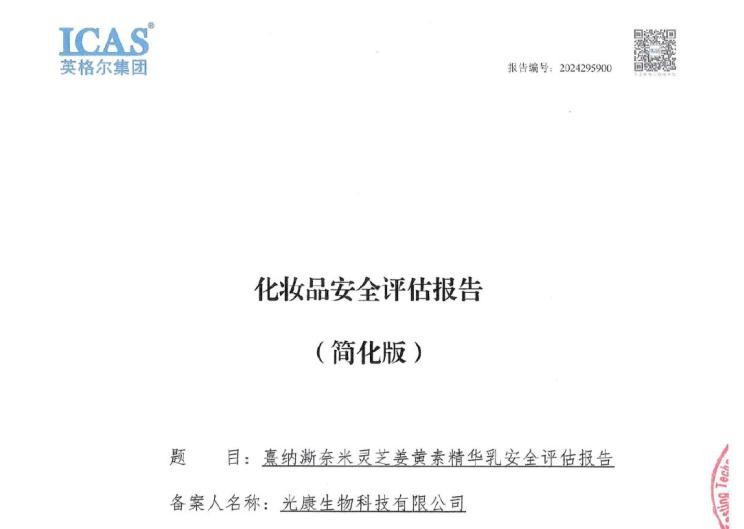 ICAS®
英格尔集团
报告编号：2024295900
化妆品安全评估报告
（简化版）
题 目：熹纳澌奈米灵芝姜黄素精华乳安全评估报告
备案人名称：光康生物科技有限公司